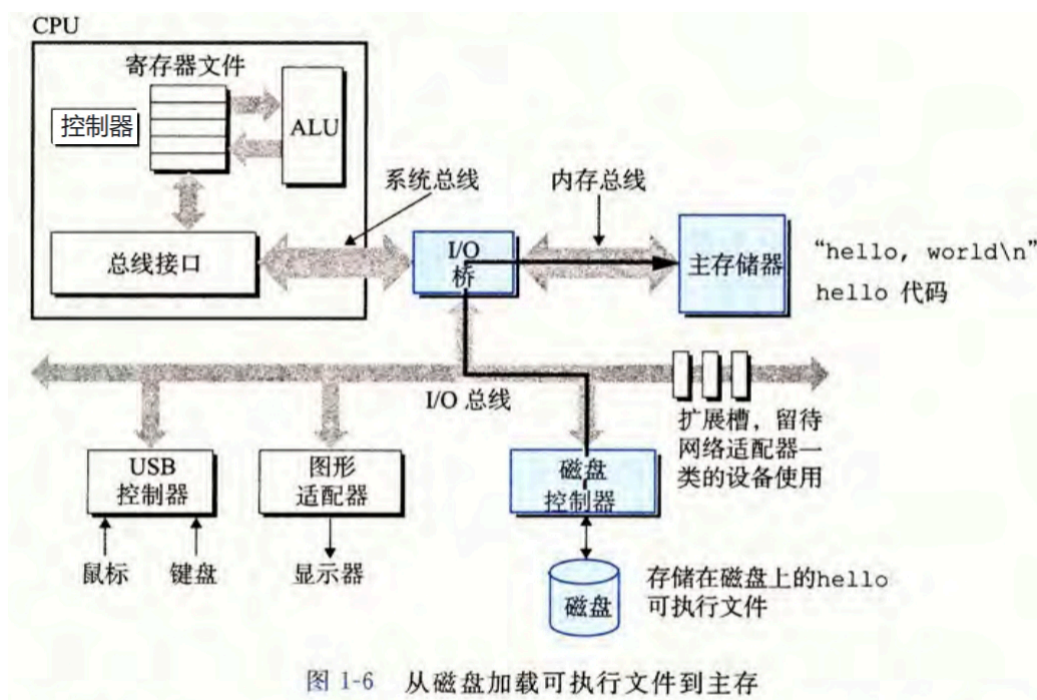 CPU
寄存器文件
控制器
ALU
系统总线
内存总线
总线接口
I/O
桥
主存储器
“hello, world\n”
hello 代码
I/O 总线
扩展槽，留待
网络适配器一
类的设备使用
USB
控制器
图形
适配器
磁盘
控制器
鼠标
键盘
显示器
磁盘
存储在磁盘上的hello
可执行文件
图 1-6 从磁盘加载可执行文件到主存